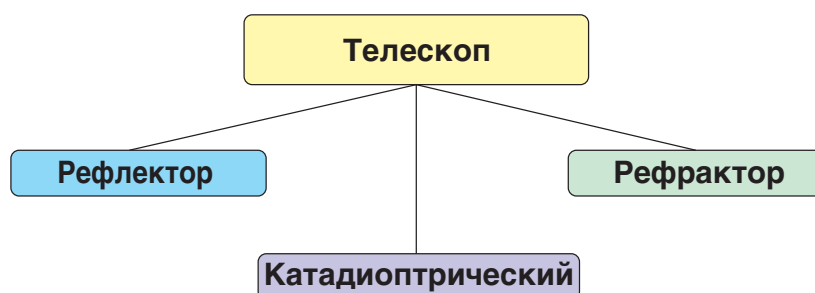 Телескоп
Рефлектор
Рефрактор
Катадиоптрический